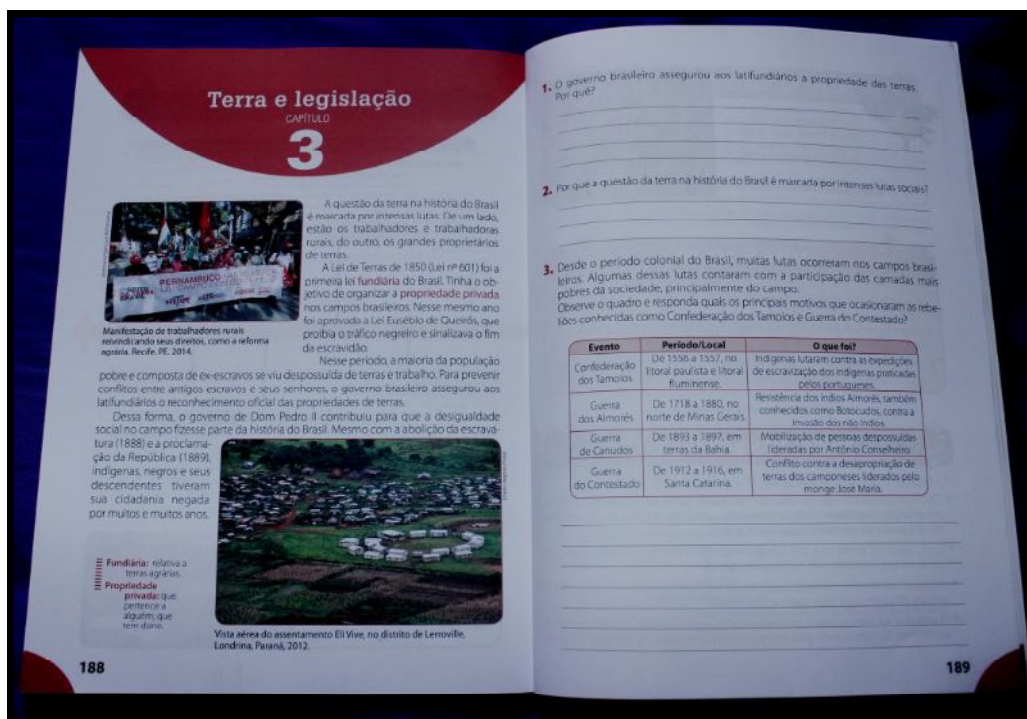 Terra e legislação
CAPÍTULO
3
A questão da terra na história do Brasil
é marcada por intensas lutas. De um lado,
estão os trabalhadores e trabalhadoras
rurais, do outro, os grandes proprietários
de terras.
A Lei de Terras de 1850 (Lei nº 601) foi a
primeira lei fundiária do Brasil. Tinha o ob-
jetivo de organizar a propriedade privada
nos campos brasileiros. Nesse mesmo ano
foi aprovada a Lei Eusébio de Queirós, que
proibia o tráfico negreiro e sinalizava o fim
da escravidão.
PERNAMBUCO
Manifestação de trabalhadores rurais
reivindicando seus direitos, como a reforma
agrária. Recife. PE. 2014.
Nesse período, a maioria da população
pobre e composta de ex-escravos se viu despossuída de terras e trabalho. Para prevenir
conflitos entre antigos escravos e seus senhores, o governo brasileiro assegurou aos
latifundiários o reconhecimento oficial das propriedades de terras.
Dessa forma, o governo de Dom Pedro II contribuiu para que a desigualdade
social no campo fizesse parte da história do Brasil. Mesmo com a abolição da escrava-
tura (1888) e a proclama-
ção da República (1889),
indígenas, negros e seus
descendentes tiveram
sua cidadania negada
por muitos e muitos anos.
Fundiária: relativa a
terras agrárias.
Propriedade
privada: que
pertence a
alguém, que
tem dono.
Vista aérea do assentamento Eli Vive, no distrito de Lerroville,
Londrina, Paraná, 2012.
188
1. O governo brasileiro assegurou aos latifundiários a propriedade das terras.
Por quê?
2. Por que a questão da terra na história do Brasil é marcada por intensas lutas sociais?
3. Desde o período colonial do Brasil, muitas lutas ocorreram nos campos brasi-
leiros. Algumas dessas lutas contaram com a participação das camadas mais
pobres da sociedade, principalmente do campo.
Observe o quadro e responda quais os principais motivos que ocasionaram as rebe-
liões conhecidas como Confederação dos Tamoios e Guerra do Contestado?
Evento Período/Local O que foi?
Confederação dos Tamoios De 1556 a 1557, no litoral paulista e litoral fluminense. Indígenas lutaram contra as expedições de escravização dos indígenas praticadas pelos portugueses.
Guerra dos Aimorés De 1718 a 1880, no norte de Minas Gerais. Resistência dos índios Aimorés, também conhecidos como Botocudos, contra a invasão dos não índios.
Guerra de Canudos De 1893 a 1897, em terras da Bahia. Mobilização de pessoas despossuídas lideradas por Antônio Conselheiro.
Guerra do Contestado De 1912 a 1916, em Santa Catarina. Conflito contra a desapropriação de terras dos camponeses liderados pelo monge José Maria.
189